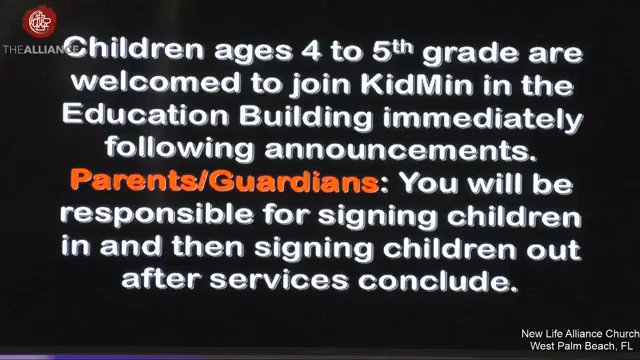 THE ALLIANCE
Children ages 4 to 5th grade are
welcomed to join KidMin in the
Education Building immediately
following announcements.
Parents/Guardians: You will be
responsible for signing children
in and then signing children out
after services conclude.
New Life Alliance Church
West Palm Beach, FL